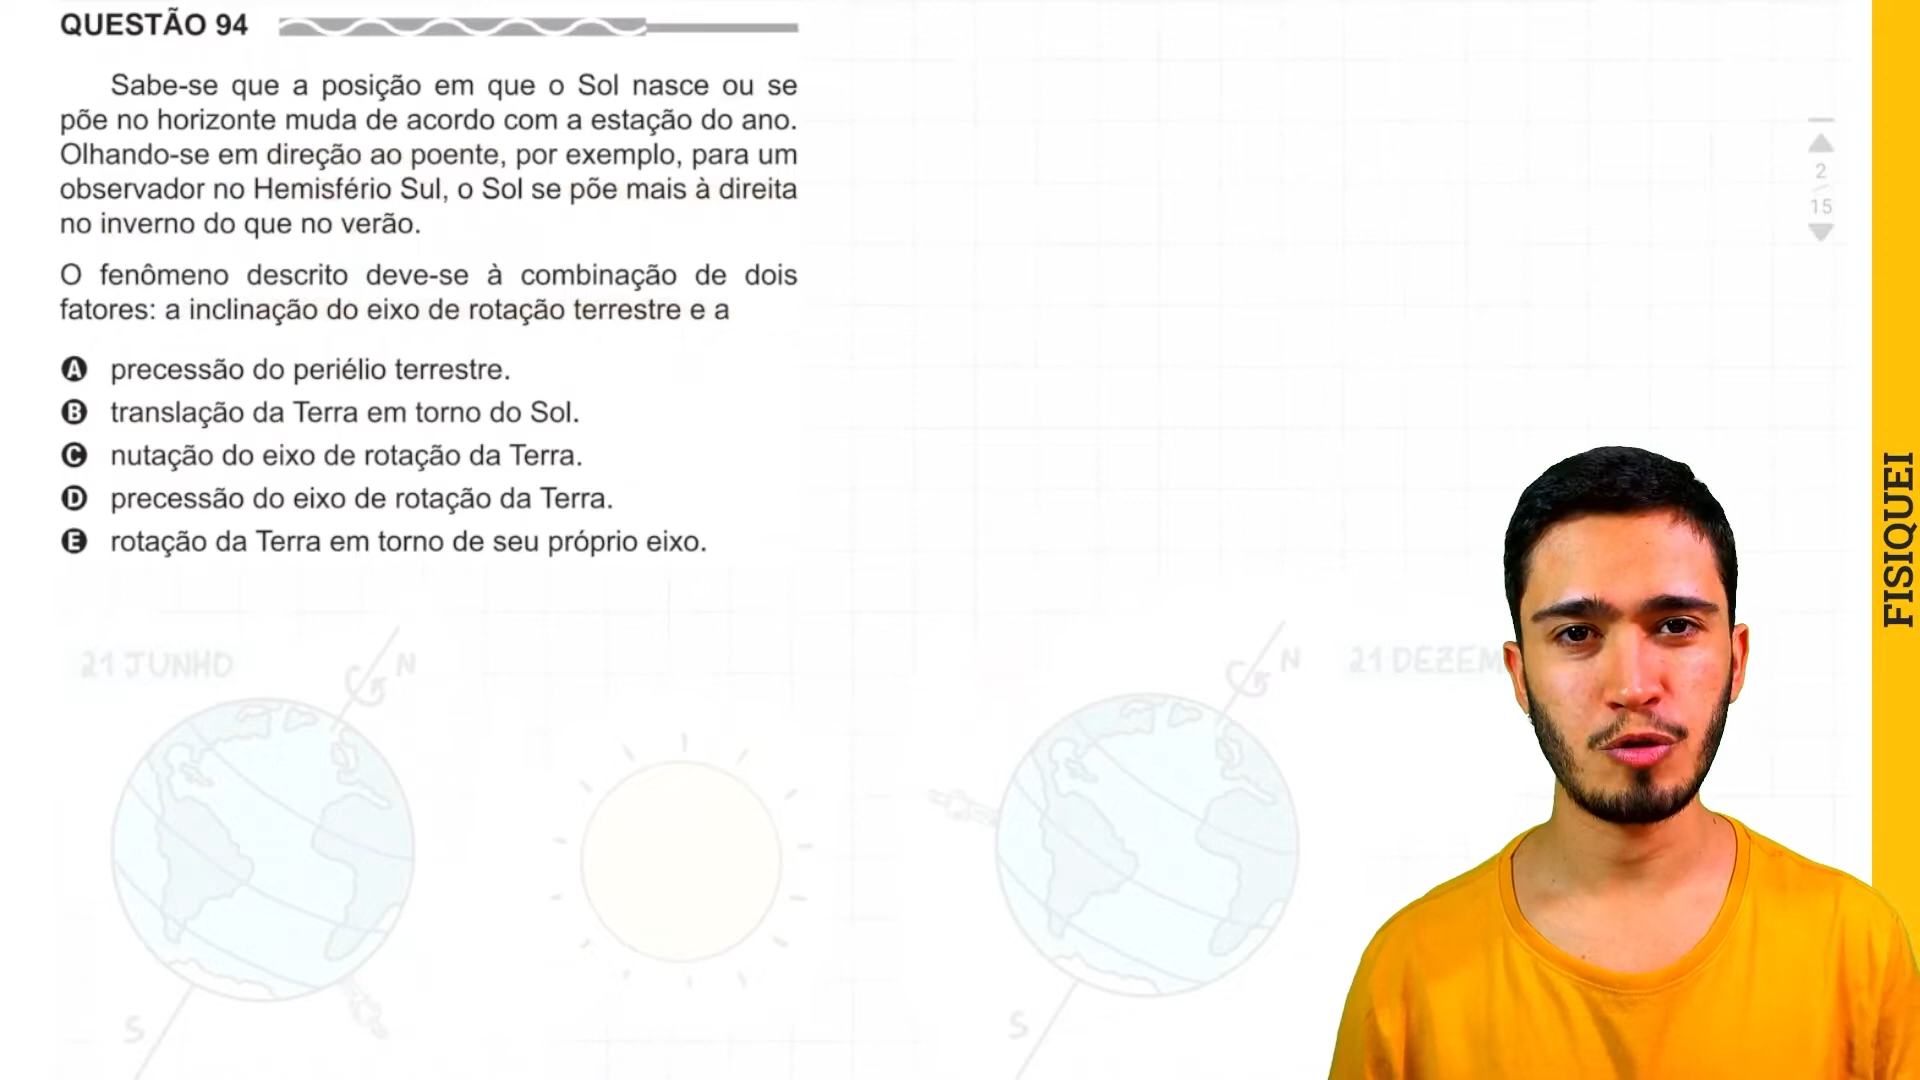 QUESTÃO 94
Sabe-se que a posição em que o Sol nasce ou se
põe no horizonte muda de acordo com a estação do ano.
Olhando-se em direção ao poente, por exemplo, para um
observador no Hemisfério Sul, o Sol se põe mais à direita
no inverno do que no verão.
O fenômeno descrito deve-se à combinação de dois
fatores: a inclinação do eixo de rotação terrestre e a
A precessão do periélio terrestre.
B translação da Terra em torno do Sol.
C nutação do eixo de rotação da Terra.
D precessão do eixo de rotação da Terra.
E rotação da Terra em torno de seu próprio eixo.
2
15
FISIQUEI
21 JUNHO
N
S
N
21 DEZEM
S